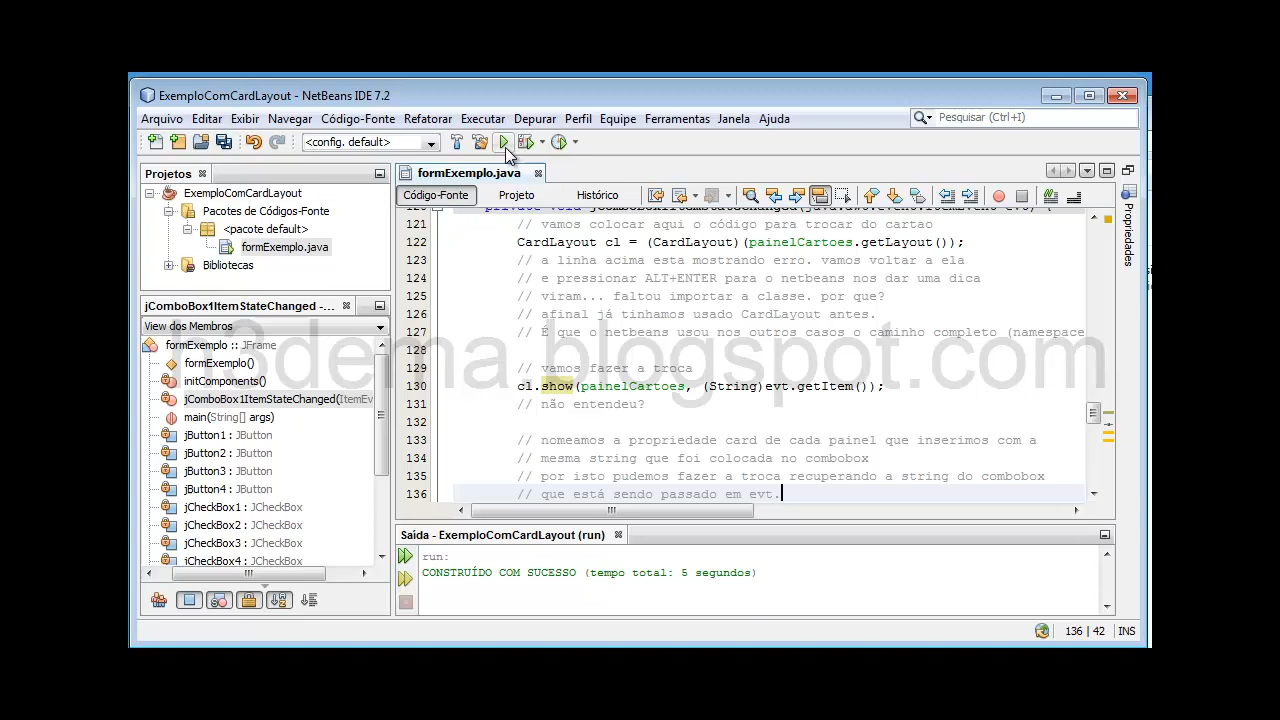 ExemploComCardLayout - NetBeans IDE 7.2
Arquivo Editar Exibir Navegar Código-Fonte Refatorar Executar Depurar Perfil Equipe Ferramentas Janela Ajuda
Pesquisar (Ctrl+I)
<config. default>
Projetos
ExemploComCardLayout
Pacotes de Códigos-Fonte
<pacote default>
formExemplo.java
Bibliotecas
jComboBox1ItemStateChanged -...
View dos Membros
formExemplo :: JFrame
formExemplo()
initComponents()
jComboBox1ItemStateChanged(ItemEv
main(String[] args)
jButton1 : JButton
jButton2 : JButton
jButton3 : JButton
jButton4 : JButton
jCheckBox1 : JCheckBox
jCheckBox2 : JCheckBox
jCheckBox3 : JCheckBox
jCheckBox4 : JCheckBox
formExemplo.java
Código-Fonte Projeto Histórico
private void jComboBox1ItemStateChanged(java.awt.event.ItemEvent evt) {
121 // vamos colocar aqui o código para trocar do cartao
122 CardLayout cl = (CardLayout)(painelCartoes.getLayout());
123 // a linha acima esta mostrando erro. vamos voltar a ela
124 // e pressionar ALT+ENTER para o netbeans nos dar uma dica
125 // viram... faltou importar a classe. por que?
126 // afinal já tinhamos usado CardLayout antes.
127 // É que o netbeans usou nos outros casos o caminho completo (namespace
128
129 // vamos fazer a troca
130 cl.show(painelCartoes, (String)evt.getItem());
131 // não entendeu?
132
133 // nomeamos a propriedade card de cada painel que inserimos com a
134 // mesma string que foi colocada no combobox
135 // por isto pudemos fazer a troca recuperando a string do combobox
136 // que está sendo passado em evt.
h3dema.blogspot.com
Propriedades
Saída - ExemploComCardLayout (run)
run:
CONSTRUÍDO COM SUCESSO (tempo total: 5 segundos)
136 | 42 INS